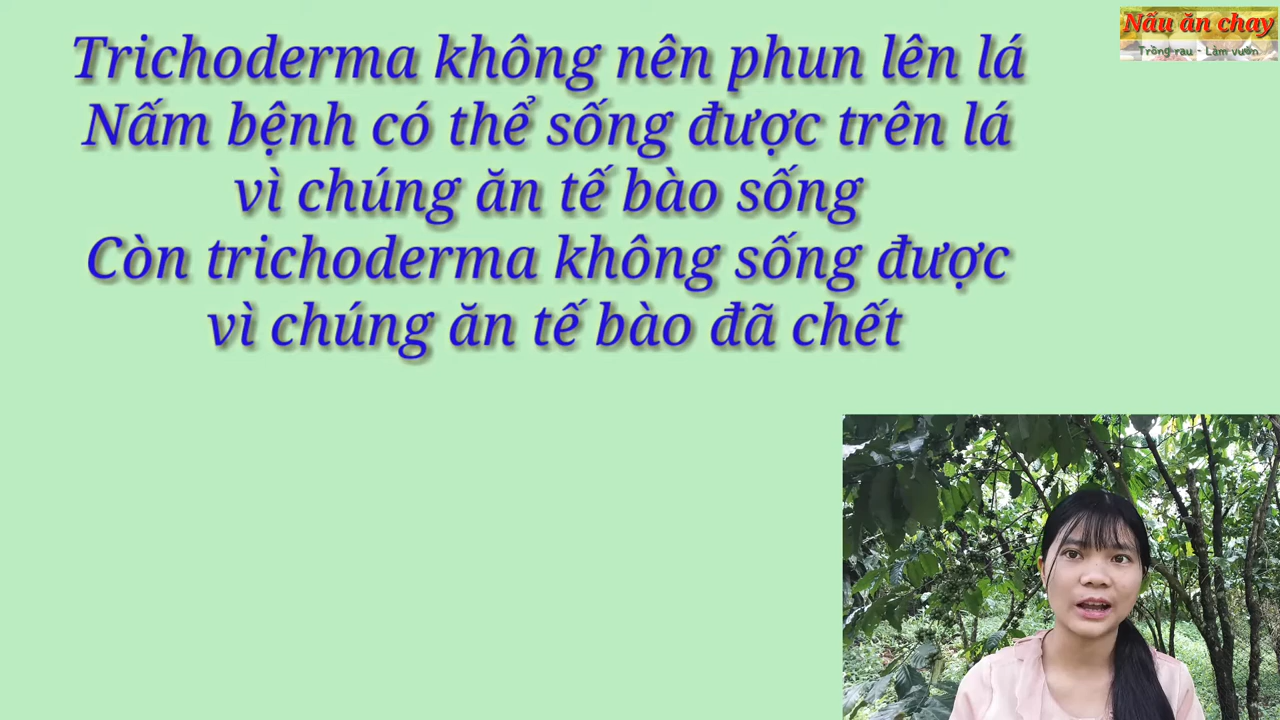 Nấu ăn chay
Trồng rau - Làm vườn
Trichoderma không nên phun lên lá
Nấm bệnh có thể sống được trên lá
vì chúng ăn tế bào sống
Còn trichoderma không sống được
vì chúng ăn tế bào đã chết